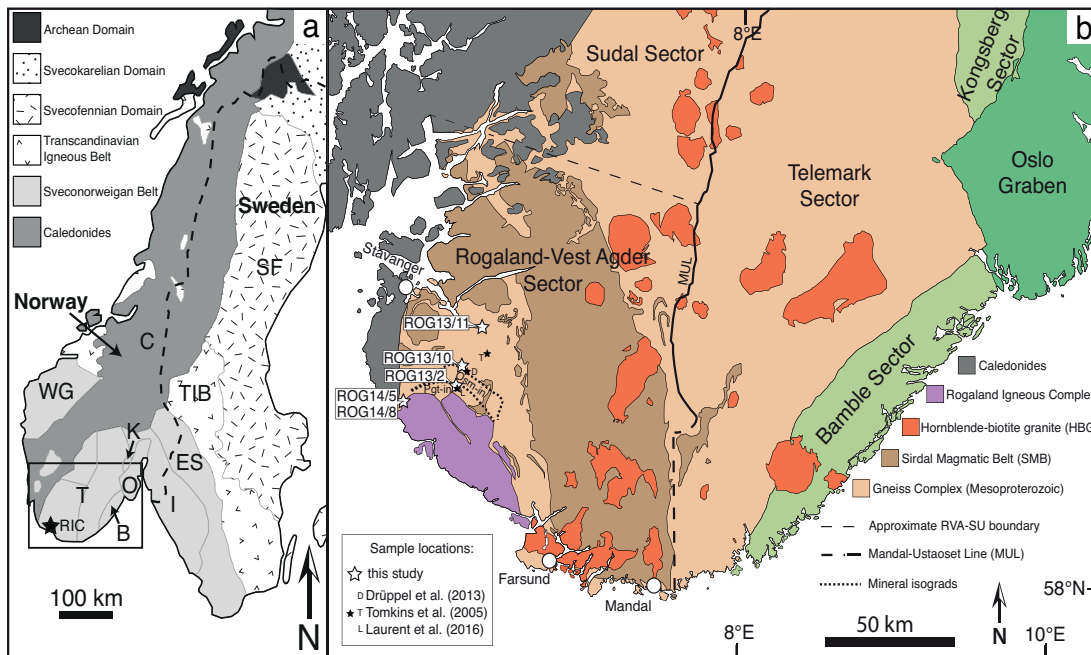 a
Archean Domain
Svecokarelian Domain
Svecofennian Domain
Transcandinavian
Igneous Belt
Sveconorweigan Belt
Caledonides
Sweden
SF
Norway
C
WG
TIB
K
ES
O
T
I
RIC
B
100 km
N
b
8°E
Sudal Sector
Kongsberg
Sector
Oslo
Graben
Telemark
Sector
Stavanger
Rogaland-Vest Agder
Sector
MUL
ROG13/11
T
ROG13/10
D
ROG13/2
Pgt-in
ROG14/5
ROG14/8
Bamble Sector
Caledonides
Rogaland Igneous Comple
Hornblende-biotite granite (HBG
Sirdal Magmatic Belt (SMB)
Gneiss Complex (Mesoproterozoic)
Approximate RVA-SU boundary
Mandal-Ustaoset Line (MUL)
Mineral isograds
Sample locations:
this study
D Drüppel et al. (2013)
T Tomkins et al. (2005)
L Laurent et al. (2016)
Farsund
Mandal
58°N
8°E
50 km
N
10°E